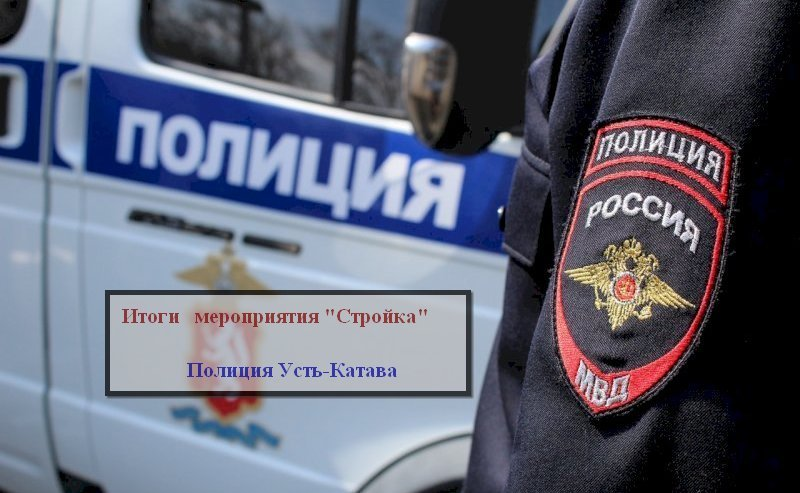 ПОЛИЦИЯ
ПОЛИЦИЯ
РОССИЯ
МВД
Итоги мероприятия "Стройка"
Полиция Усть-Катава